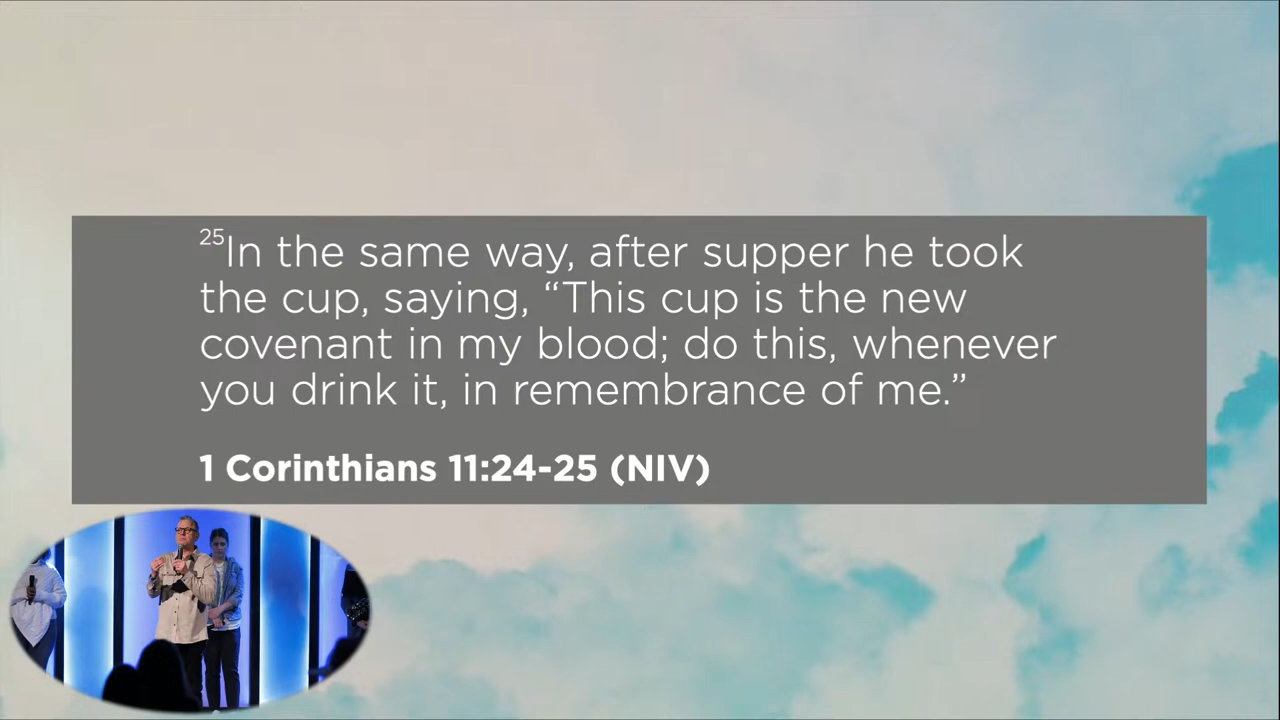 25In the same way, after supper he took
the cup, saying, “This cup is the new
covenant in my blood; do this, whenever
you drink it, in remembrance of me.”
1 Corinthians 11:24-25 (NIV)